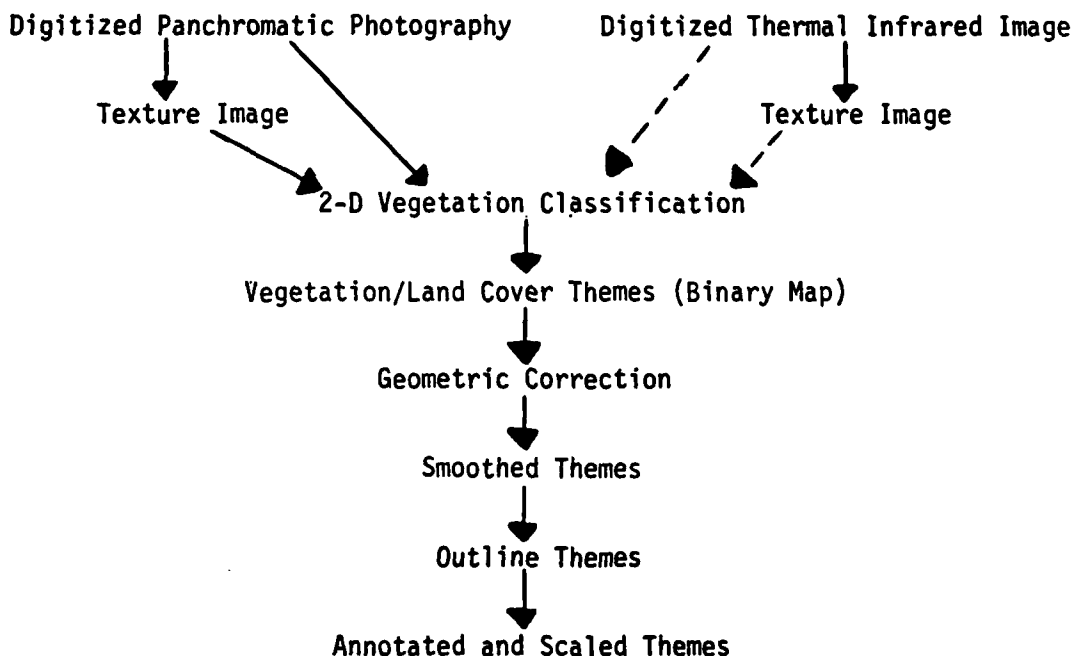 Digitized Panchromatic Photography
Digitized Thermal Infrared Image
Texture Image
Texture Image
2-D Vegetation Classification
Vegetation/Land Cover Themes (Binary Map)
Geometric Correction
Smoothed Themes
Outline Themes
Annotated and Scaled Themes